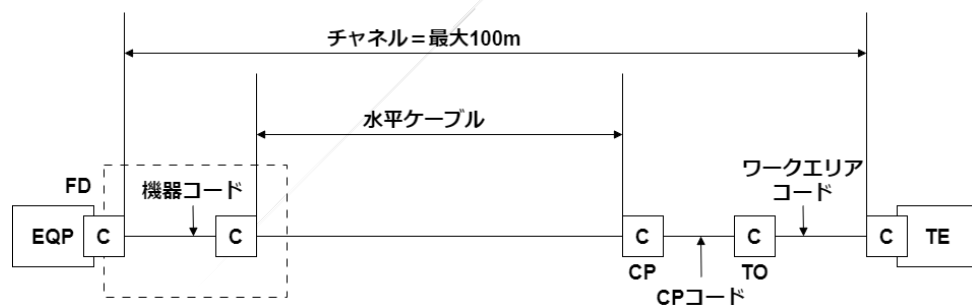 チャネル＝最大100m
水平ケーブル
ワークエリア
コード
FD
機器コード
EQP
C
C
C
C
C
TE
CP
TO
CPコード